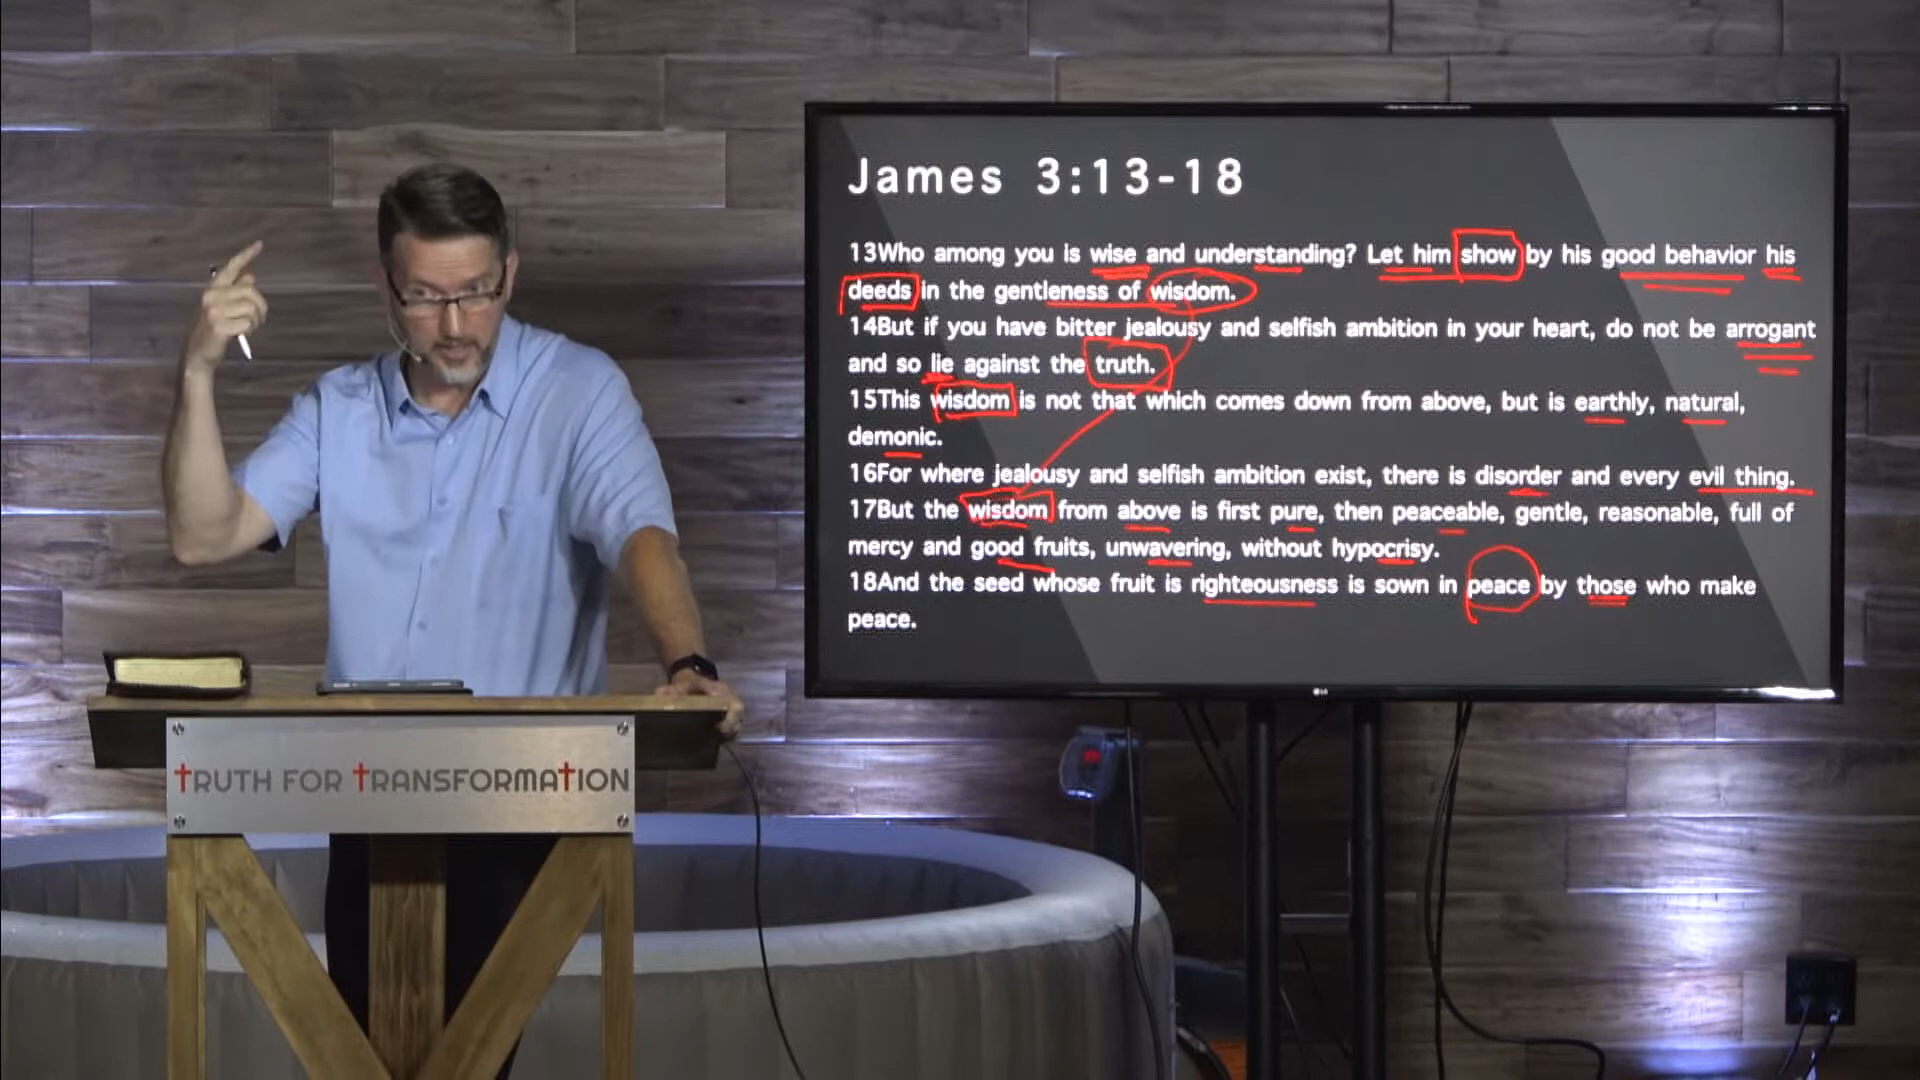 James 3:13-18
13Who among you is wise and understanding? Let him show by his good behavior his
deeds in the gentleness of wisdom.
14But if you have bitter jealousy and selfish ambition in your heart, do not be arrogant
and so lie against the truth.
15This wisdom is not that which comes down from above, but is earthly, natural,
demonic.
16For where jealousy and selfish ambition exist, there is disorder and every evil thing.
17But the wisdom from above is first pure, then peaceable, gentle, reasonable, full of
mercy and good fruits, unwavering, without hypocrisy.
18And the seed whose fruit is righteousness is sown in peace by those who make
peace.
LG
TRUTH FOR TRANSFORMATION